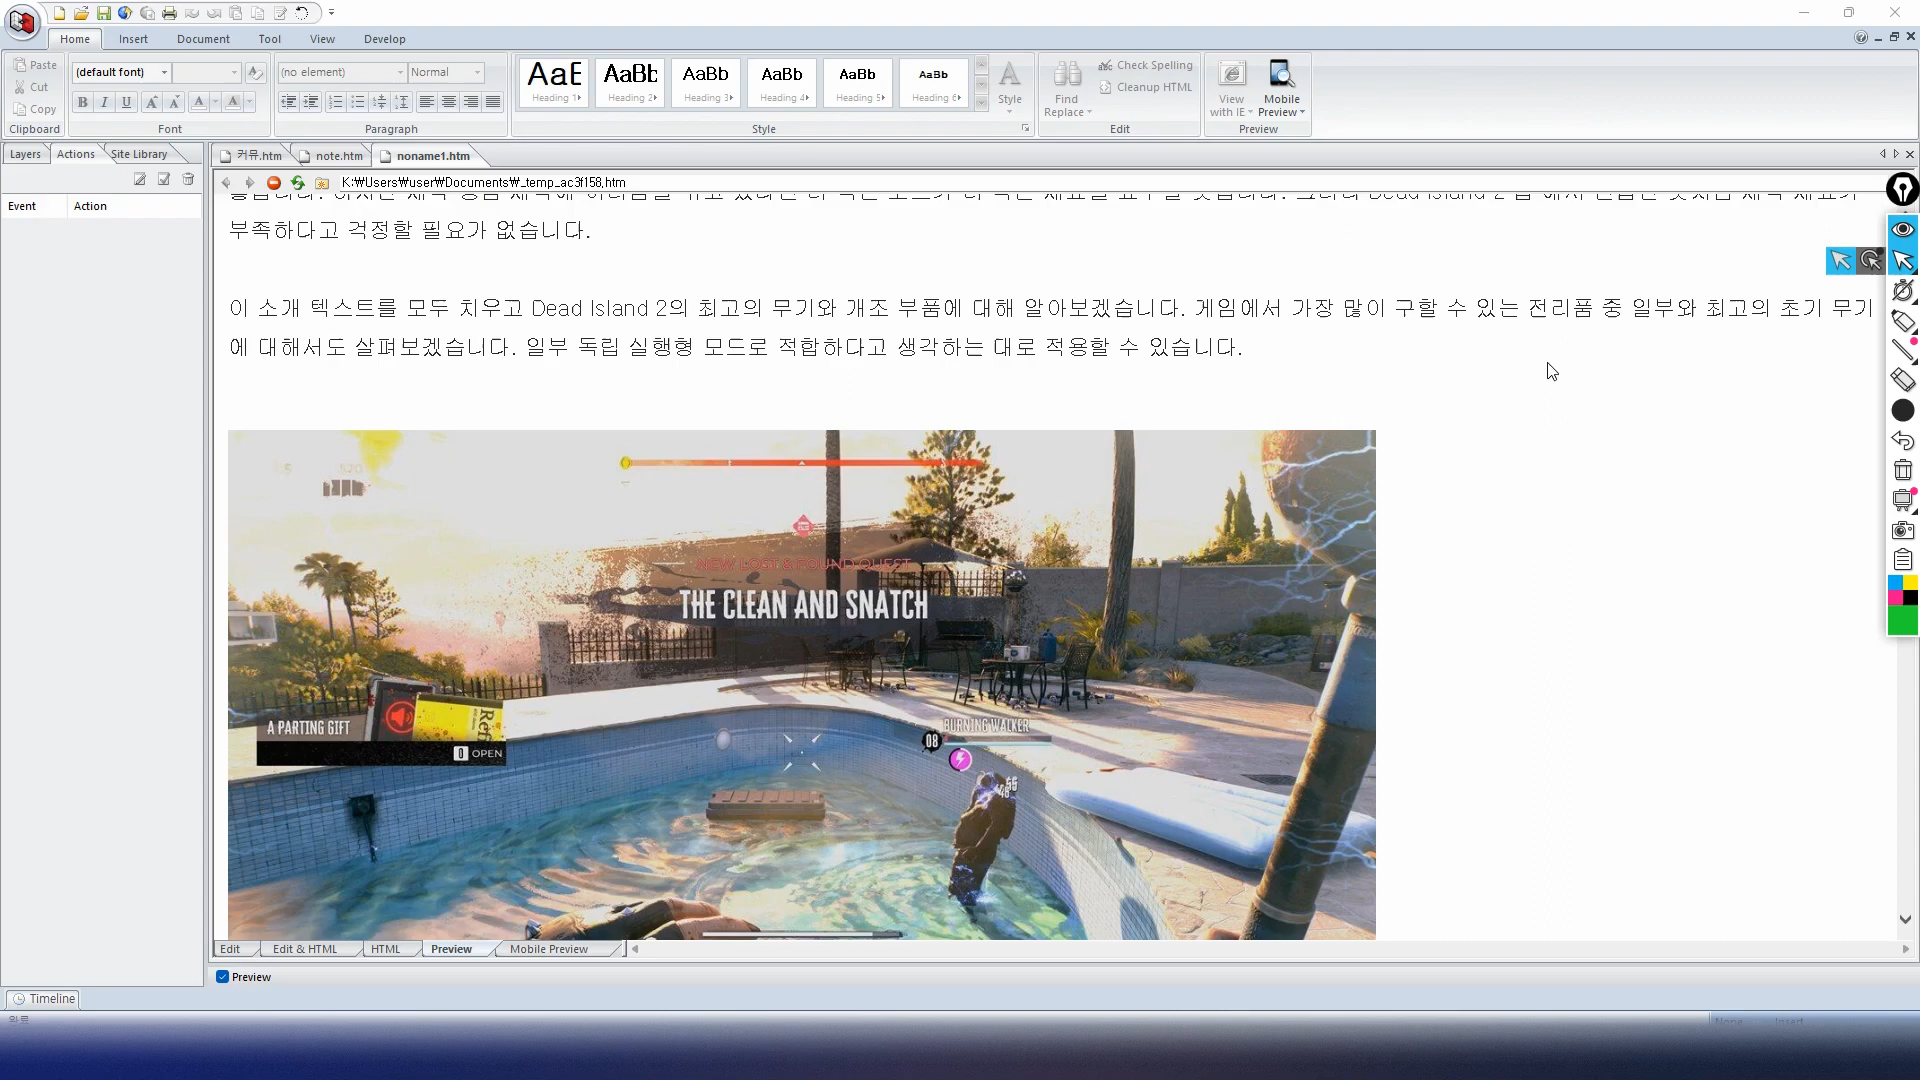 Home Insert Document Tool View Develop
Paste (default font) (no element) Normal AaE AaBb AaBb AaBb AaBb AaBb Check Spelling
Cut Cleanup HTML
Copy B I U Heading 1 Heading 2 Heading 3 Heading 4 Heading 5 Heading 6 Style Find Replace View with IE Mobile Preview
Clipboard Font Paragraph Style Edit Preview
Layers Actions Site Library 커뮤.htm note.htm noname1.htm
K:₩Users₩user₩Documents₩_temp_ac3f158.htm
Event Action
부족하다고 걱정할 필요가 없습니다.
이 소개 텍스트를 모두 치우고 Dead Island 2의 최고의 무기와 개조 부품에 대해 알아보겠습니다. 게임에서 가장 많이 구할 수 있는 전리품 중 일부와 최고의 초기 무기
에 대해서도 살펴보겠습니다. 일부 독립 실행형 모드로 적합하다고 생각하는 대로 적용할 수 있습니다.
NEW LOST & FOUND QUEST
THE CLEAN AND SNATCH
A PARTING GIFT
OPEN
BURNING WALKER
08
Edit Edit & HTML HTML Preview Mobile Preview
Preview
Timeline